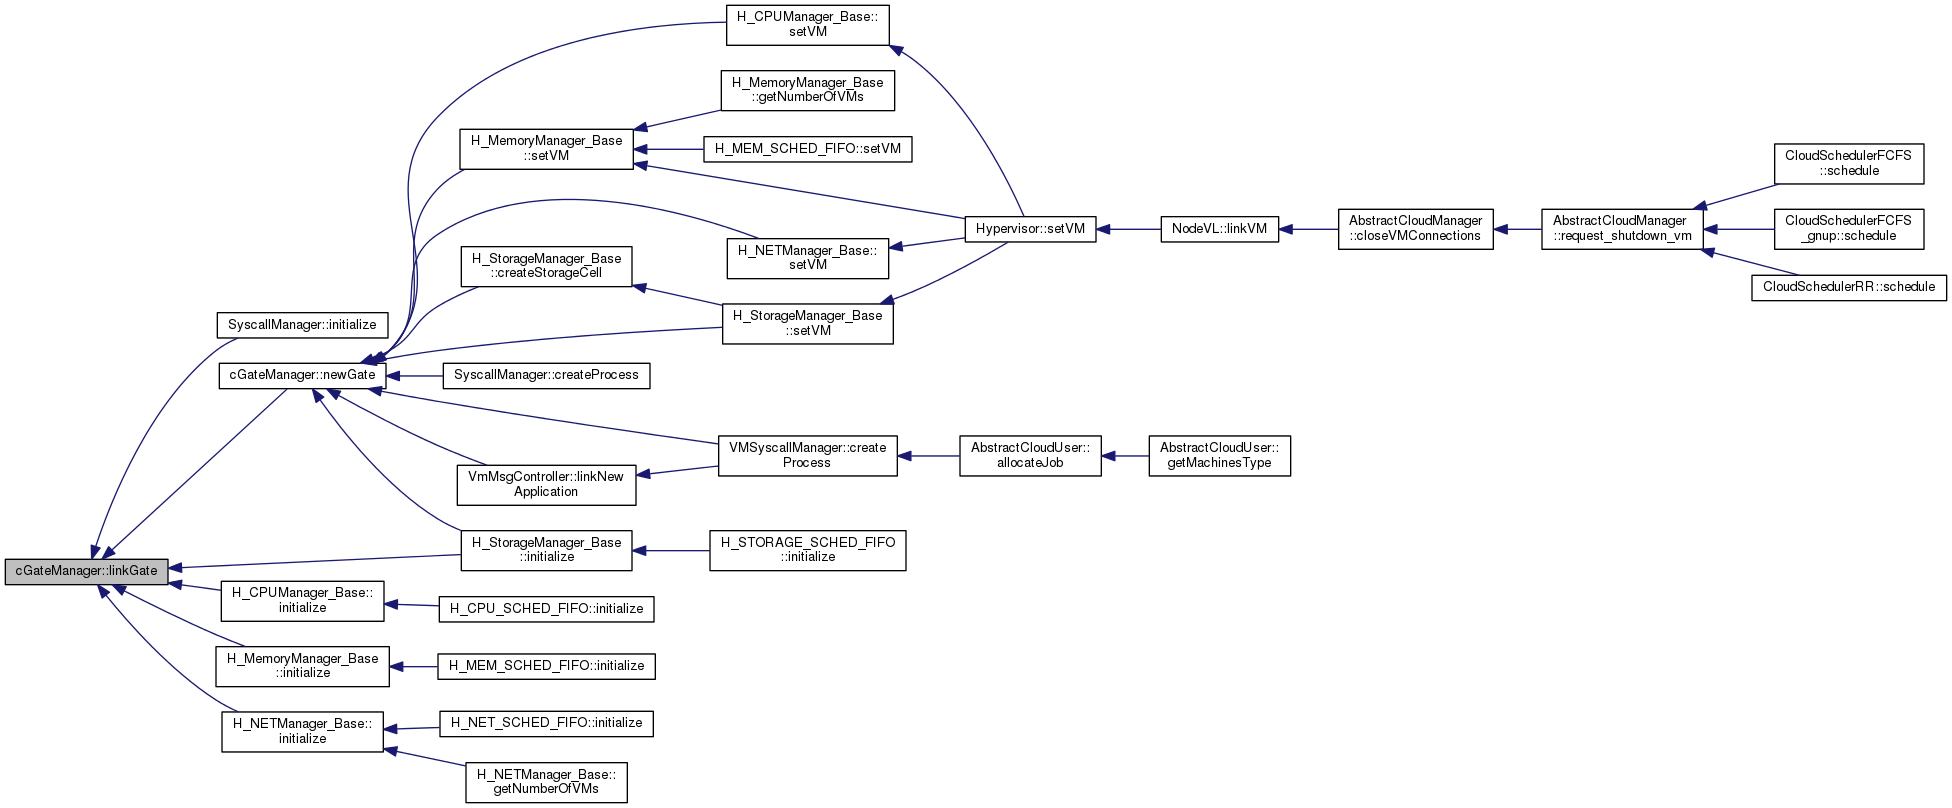 H_CPUManager_Base::
setVM
H_MemoryManager_Base
::getNumberOfVMs
H_MemoryManager_Base
::setVM
H_MEM_SCHED_FIFO::setVM
CloudSchedulerFCFS
::schedule
Hypervisor::setVM
NodeVL::linkVM
AbstractCloudManager
::closeVMConnections
AbstractCloudManager
::request_shutdown_vm
CloudSchedulerFCFS
_gnup::schedule
H_NETManager_Base::
setVM
H_StorageManager_Base
::createStorageCell
CloudSchedulerRR::schedule
H_StorageManager_Base
::setVM
SyscallManager::initialize
cGateManager::newGate
SyscallManager::createProcess
VMSyscallManager::create
Process
AbstractCloudUser::
allocateJob
AbstractCloudUser::
getMachinesType
VmMsgController::linkNew
Application
H_StorageManager_Base
::initialize
H_STORAGE_SCHED_FIFO
::initialize
cGateManager::linkGate
H_CPUManager_Base::
initialize
H_CPU_SCHED_FIFO::initialize
H_MemoryManager_Base
::initialize
H_MEM_SCHED_FIFO::initialize
H_NETManager_Base::
initialize
H_NET_SCHED_FIFO::initialize
H_NETManager_Base::
getNumberOfVMs